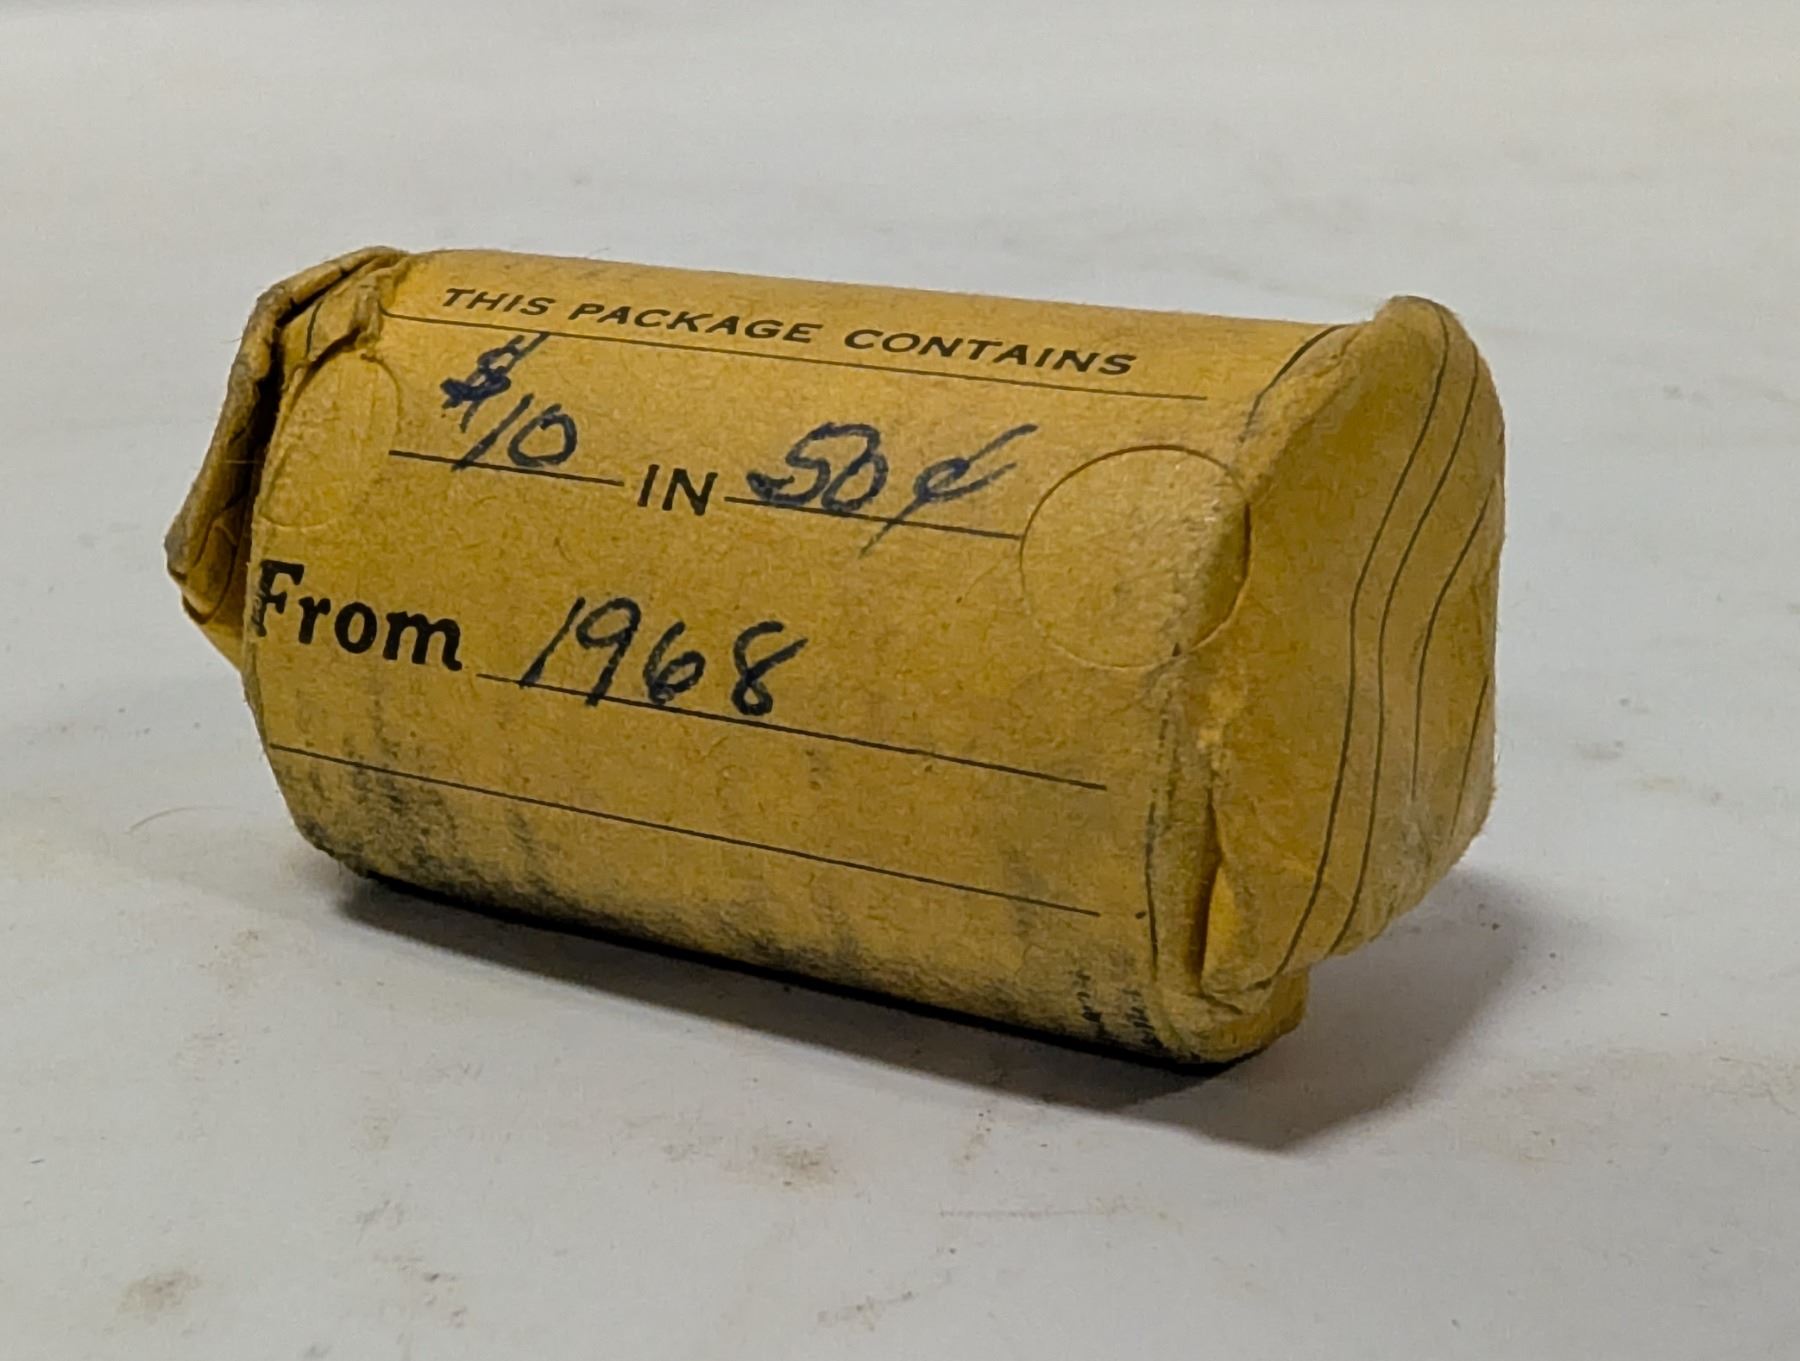 THIS PACKAGE CONTAINS
$10 IN 50¢
From 1968